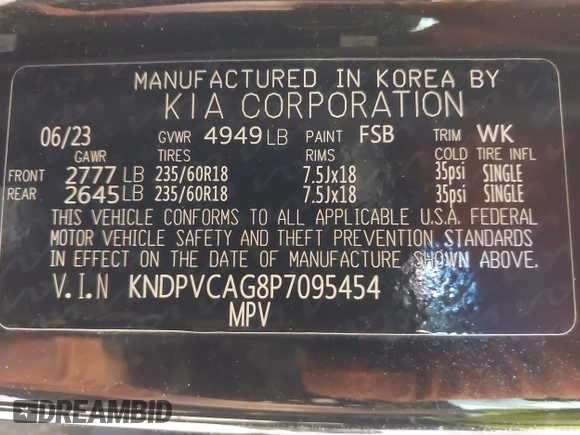 MANUFACTURED IN KOREA BY
KIA CORPORATION
06/23 GVWR 4949 LB PAINT FSB TRIM WK
GAWR TIRES RIMS COLD TIRE INFL
FRONT 2777 LB 235/60R18 7.5Jx18 35psi SINGLE
REAR 2645 LB 235/60R18 7.5Jx18 35psi SINGLE
THIS VEHICLE CONFORMS TO ALL APPLICABLE U.S.A. FEDERAL
MOTOR VEHICLE SAFETY AND THEFT PREVENTION STANDARDS
IN EFFECT ON THE DATE OF MANUFACTURE SHOWN ABOVE.
V.I.N KNDPVCAG8P7095454
MPV
DREAMBID